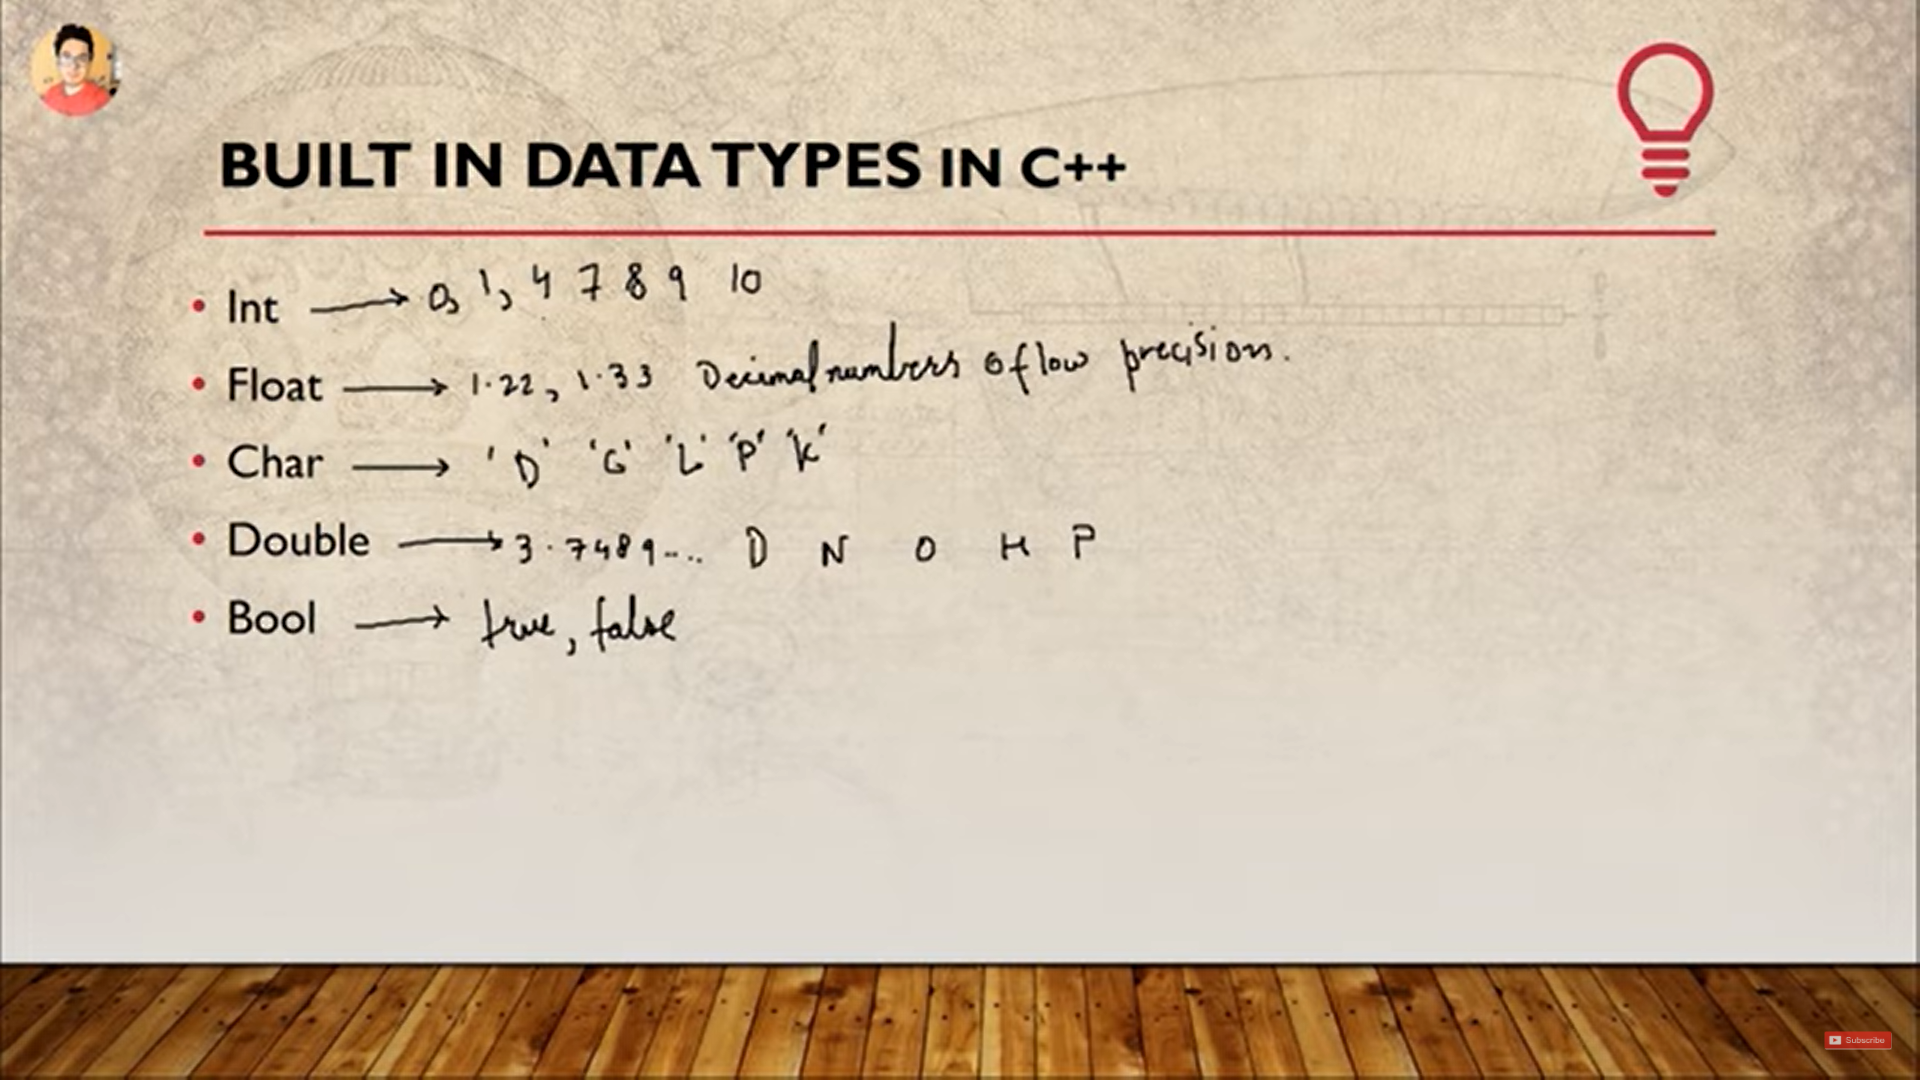 BUILT IN DATA TYPES IN C++
• Int → 0, 1, 4 7 8 9 10
• Float → 1.22, 1.33 Decimal numbers of low precision.
• Char → 'D' 'G' 'L' 'P' 'K'
• Double → 3.7489.... D N O H P
• Bool → true, false
Subscribe